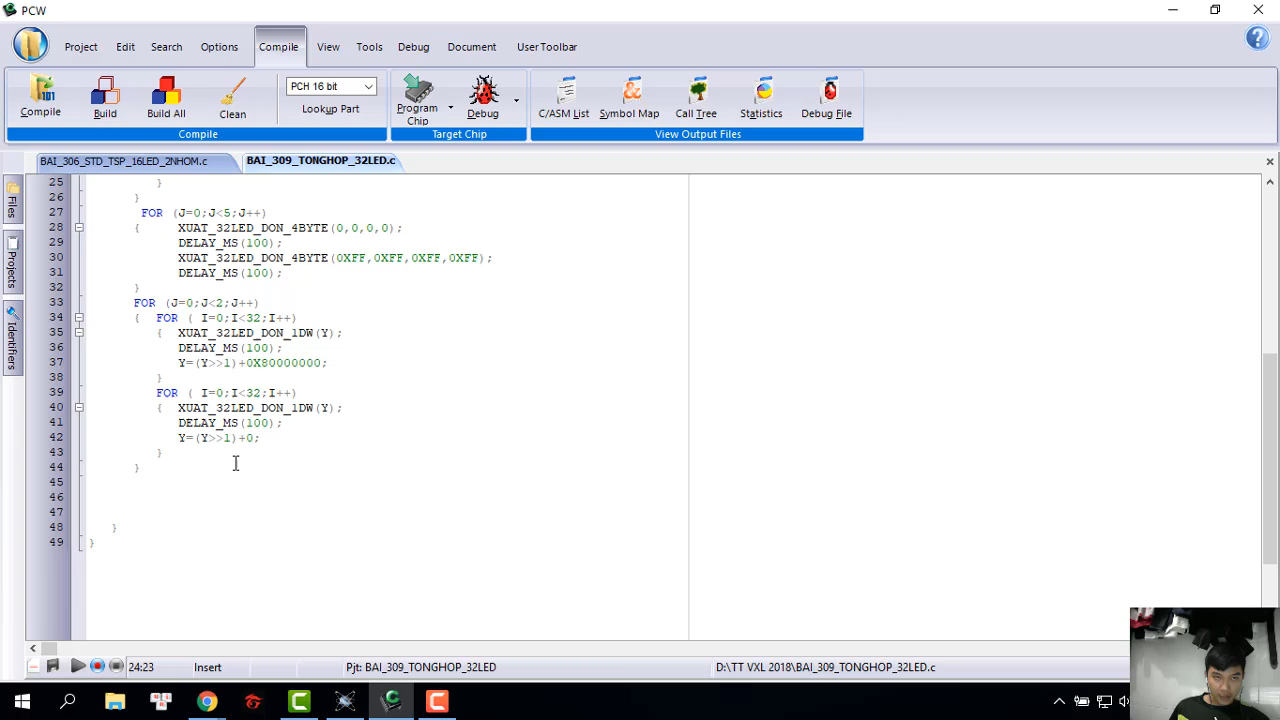 PCW
Project Edit Search Options Compile View Tools Debug Document User Toolbar
Compile Build Build All Clean
PCH 16 bit
Lookup Part
Program Chip
Debug
C/ASM List Symbol Map Call Tree Statistics Debug File
Compile Target Chip View Output Files
BAI_306_STD_TSP_16LED_2NHOM.c BAI_309_TONGHOP_32LED.c
Files
Projects
Identifiers
25 }
26 }
27 FOR (J=0;J<5;J++)
28 { XUAT_32LED_DON_4BYTE(0,0,0,0);
29 DELAY_MS(100);
30 XUAT_32LED_DON_4BYTE(0XFF,0XFF,0XFF,0XFF);
31 DELAY_MS(100);
32 }
33 FOR (J=0;J<2;J++)
34 { FOR ( I=0;I<32;I++)
35 { XUAT_32LED_DON_1DW(Y);
36 DELAY_MS(100);
37 Y=(Y>>1)+0X80000000;
38 }
39 FOR ( I=0;I<32;I++)
40 { XUAT_32LED_DON_1DW(Y);
41 DELAY_MS(100);
42 Y=(Y>>1)+0;
43 }
44 }
45
46
47
48 }
49 }
24:23 Insert Pjt: BAI_309_TONGHOP_32LED D:\TT VXL 2018\BAI_309_TONGHOP_32LED.c